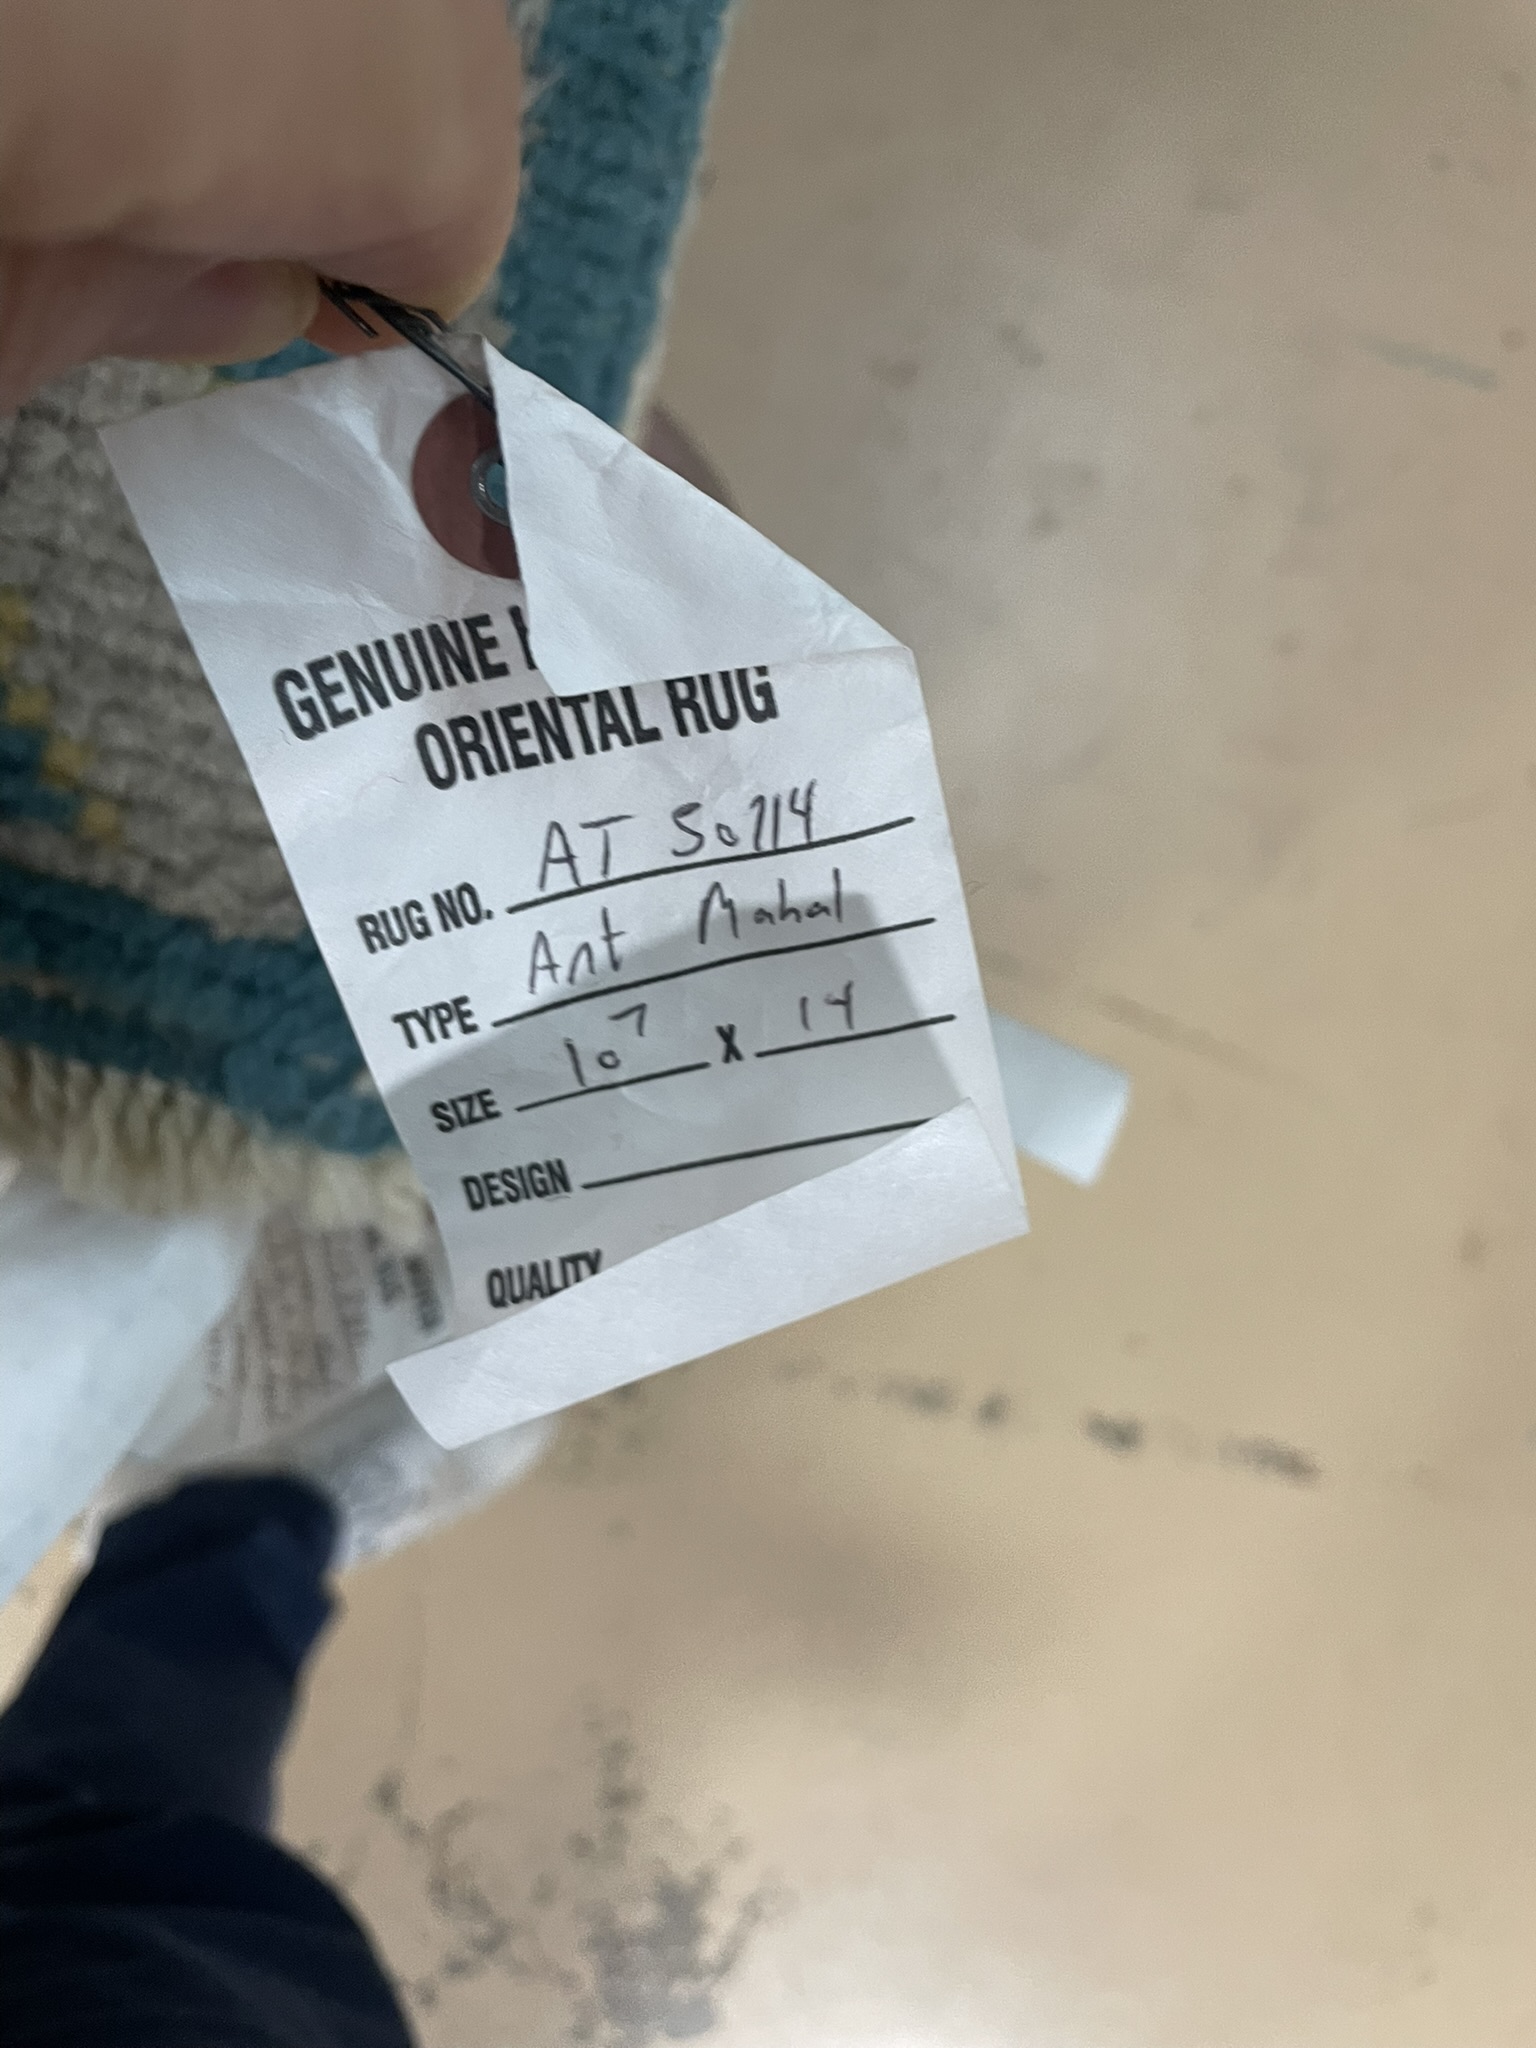 GENUINE
ORIENTAL RUG
RUG NO. AT 50714
TYPE Ant Mahal
SIZE 10 7 X 14
DESIGN
QUALITY